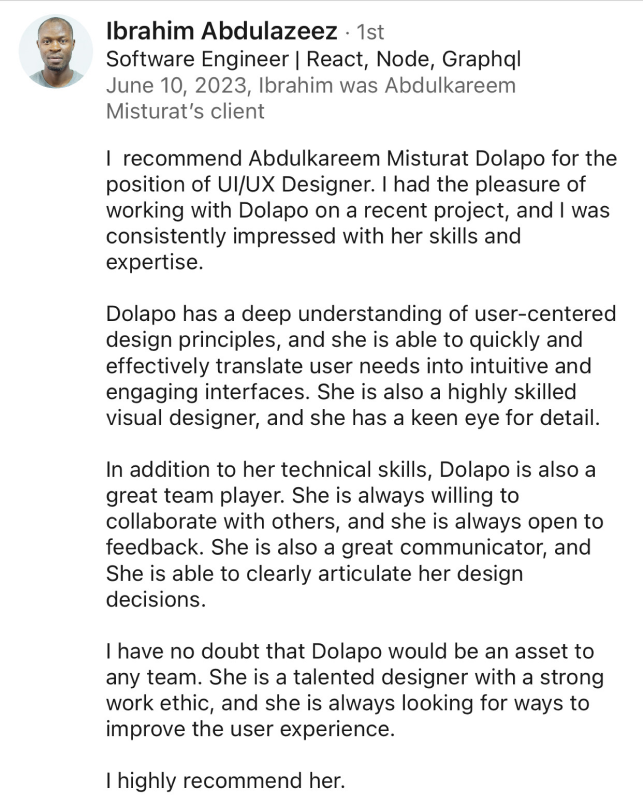 Ibrahim Abdulazeez · 1st
Software Engineer | React, Node, Graphql
June 10, 2023, Ibrahim was Abdulkareem
Misturat’s client
I  recommend Abdulkareem Misturat Dolapo for the
position of UI/UX Designer. I had the pleasure of
working with Dolapo on a recent project, and I was
consistently impressed with her skills and
expertise.
Dolapo has a deep understanding of user-centered
design principles, and she is able to quickly and
effectively translate user needs into intuitive and
engaging interfaces. She is also a highly skilled
visual designer, and she has a keen eye for detail.
In addition to her technical skills, Dolapo is also a
great team player. She is always willing to
collaborate with others, and she is always open to
feedback. She is also a great communicator, and
She is able to clearly articulate her design
decisions.
I have no doubt that Dolapo would be an asset to
any team. She is a talented designer with a strong
work ethic, and she is always looking for ways to
improve the user experience.
I highly recommend her.